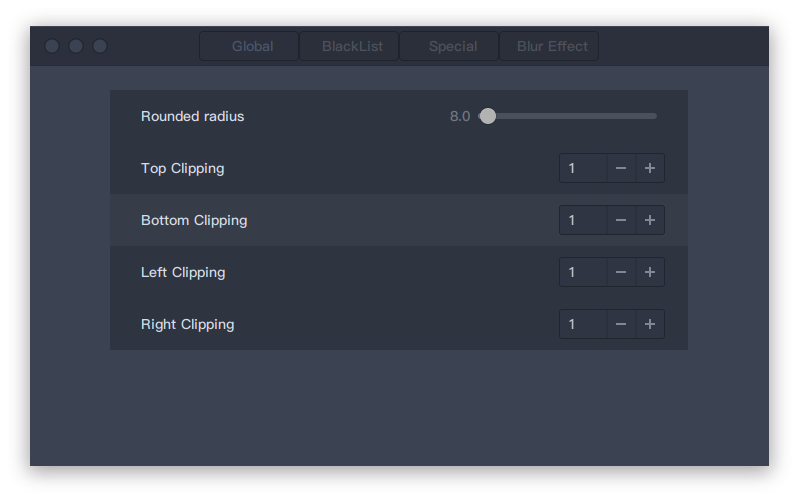 Global BlackList Special Blur Effect
Rounded radius 8.0
Top Clipping 1 − +
Bottom Clipping 1 − +
Left Clipping 1 − +
Right Clipping 1 − +